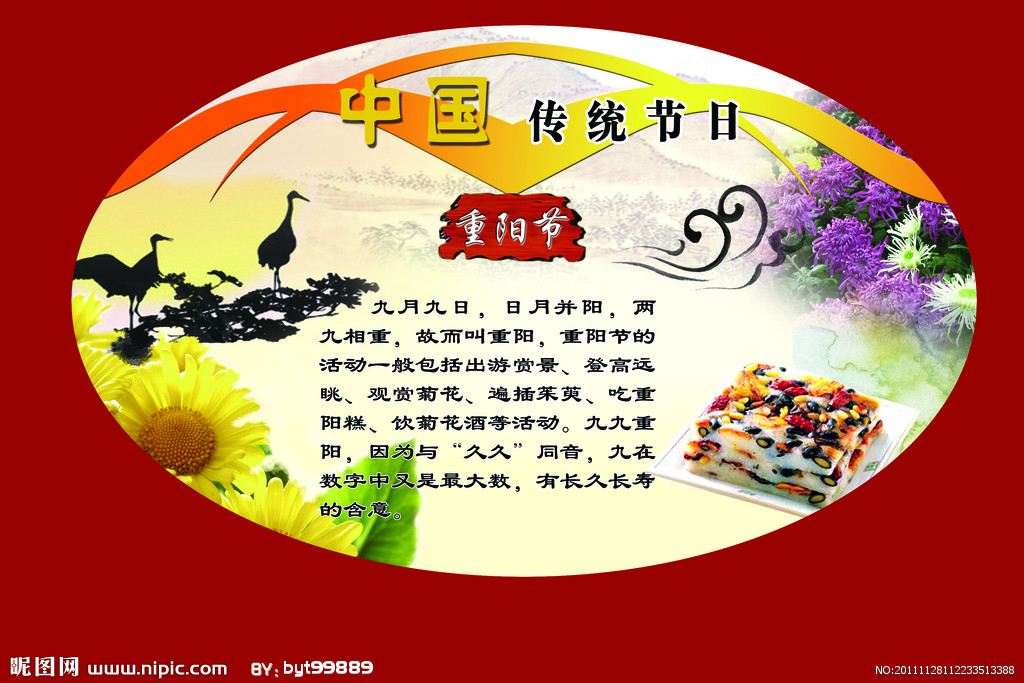 中国 传统节日
重阳节
九月九日，日月并阳，两
九相重，故而叫重阳，重阳节的
活动一般包括出游赏景、登高远
眺、观赏菊花、遍插茱萸、吃重
阳糕、饮菊花酒等活动。九九重
阳，因为与“久久”同音，九在
数字中又是最大数，有长久长寿
的含意。
昵图网 www.nipic.com BY:byt99889
NO:20111128112233513388